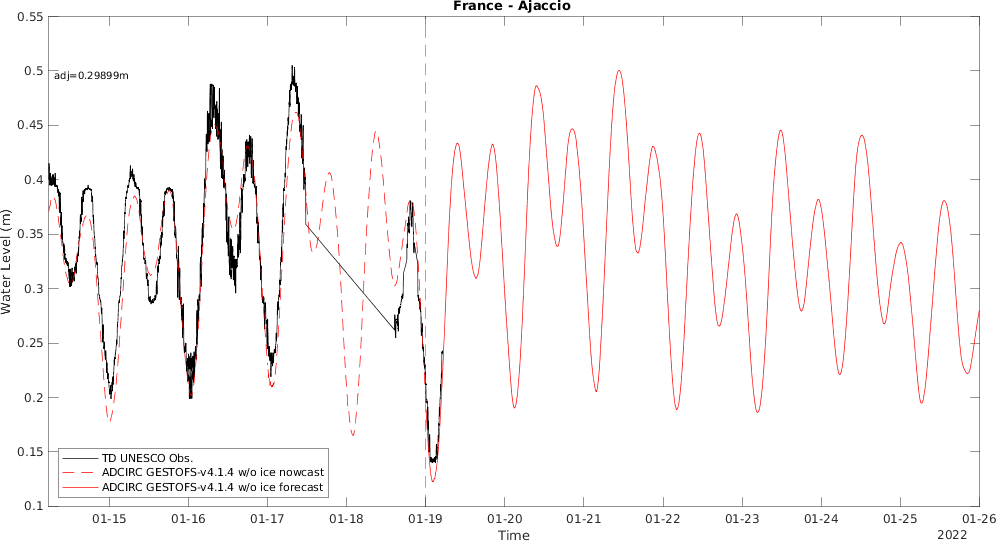 France - Ajaccio
0.55
0.5
0.45
0.4
0.35
0.3
0.25
0.2
0.15
0.1
Water Level (m)
adj=0.29899m
TD UNESCO Obs.
ADCIRC GESTOFS-v4.1.4 w/o ice nowcast
ADCIRC GESTOFS-v4.1.4 w/o ice forecast
01-15 01-16 01-17 01-18 01-19 01-20 01-21 01-22 01-23 01-24 01-25 01-26
Time
2022